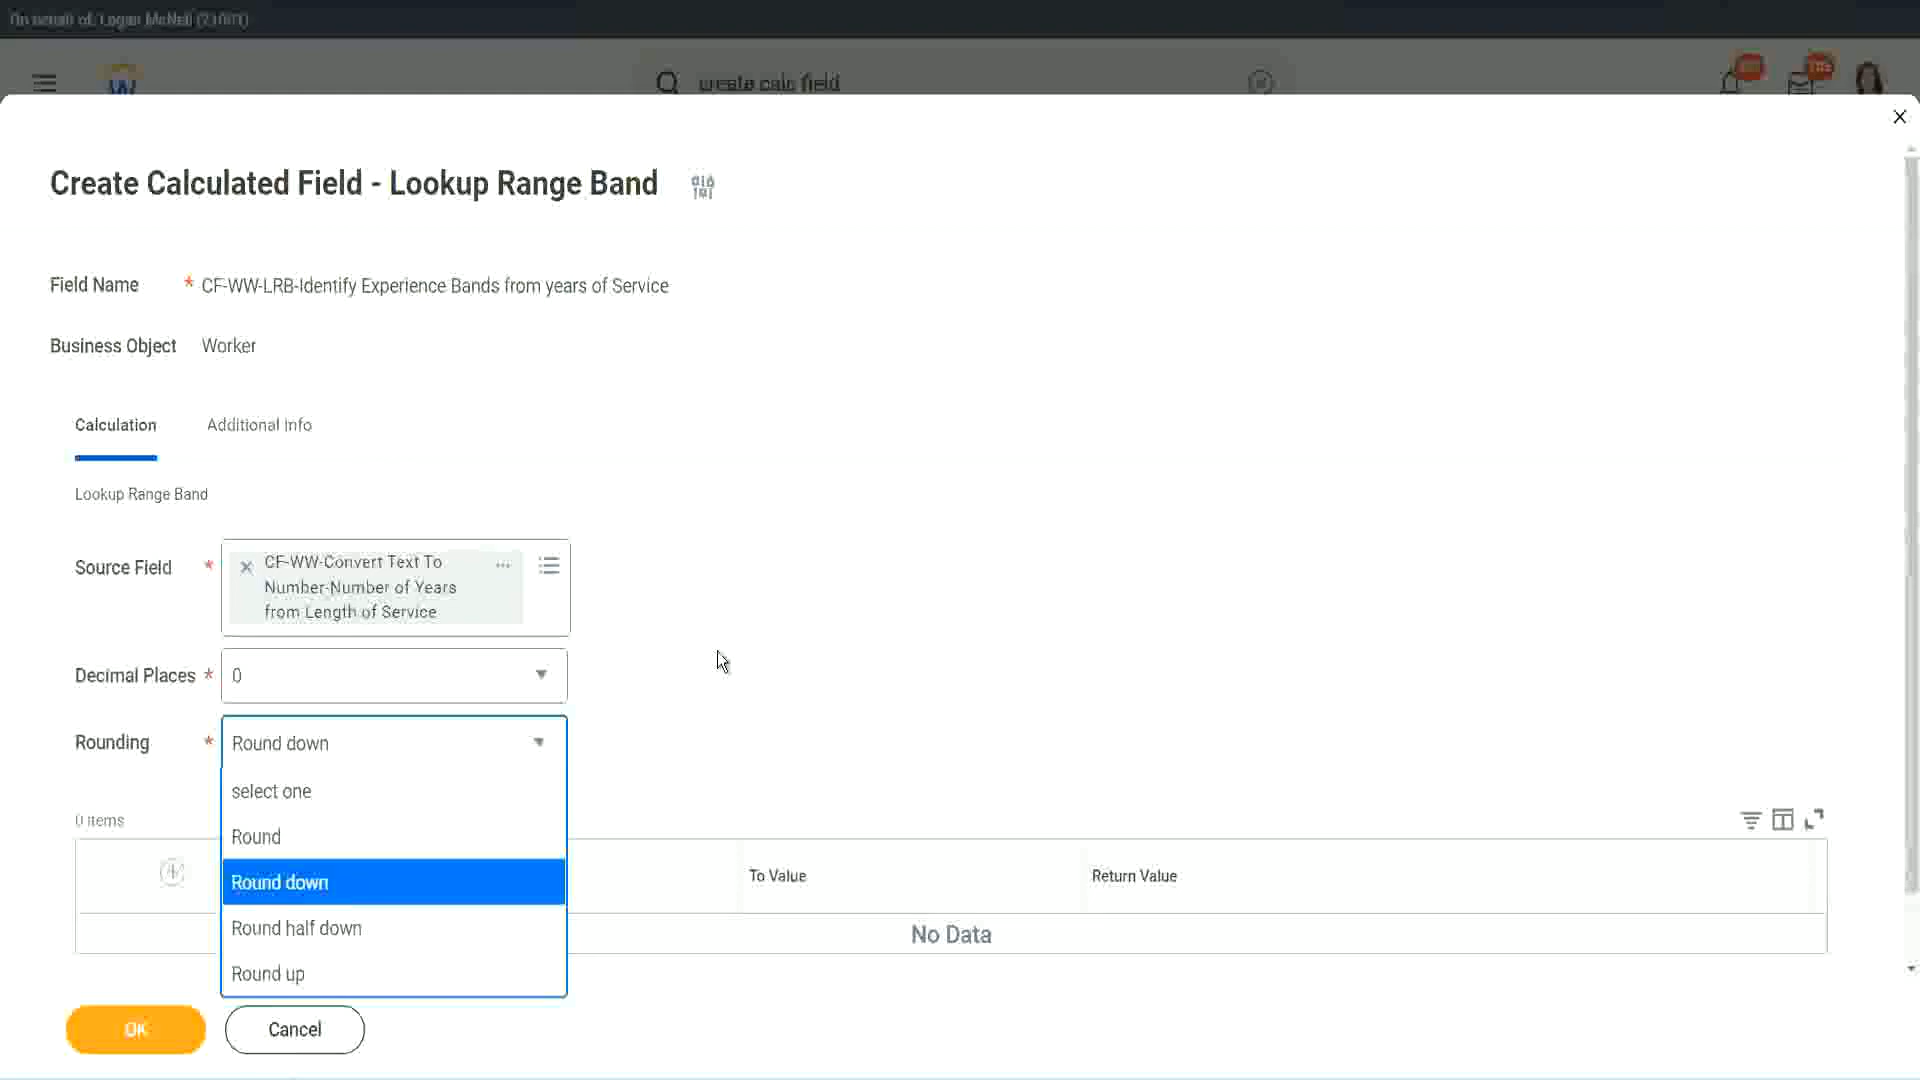 On behalf of: Logan McNeil (21001)
create calc field
Create Calculated Field - Lookup Range Band
Field Name * CF-WW-LRB-Identify Experience Bands from years of Service
Business Object Worker
Calculation Additional Info
Lookup Range Band
Source Field * CF-WW-Convert Text To
Number-Number of Years
from Length of Service
Decimal Places * 0
Rounding * Round down
select one
Round
Round down
Round half down
Round up
0 items
To Value Return Value
No Data
OK Cancel